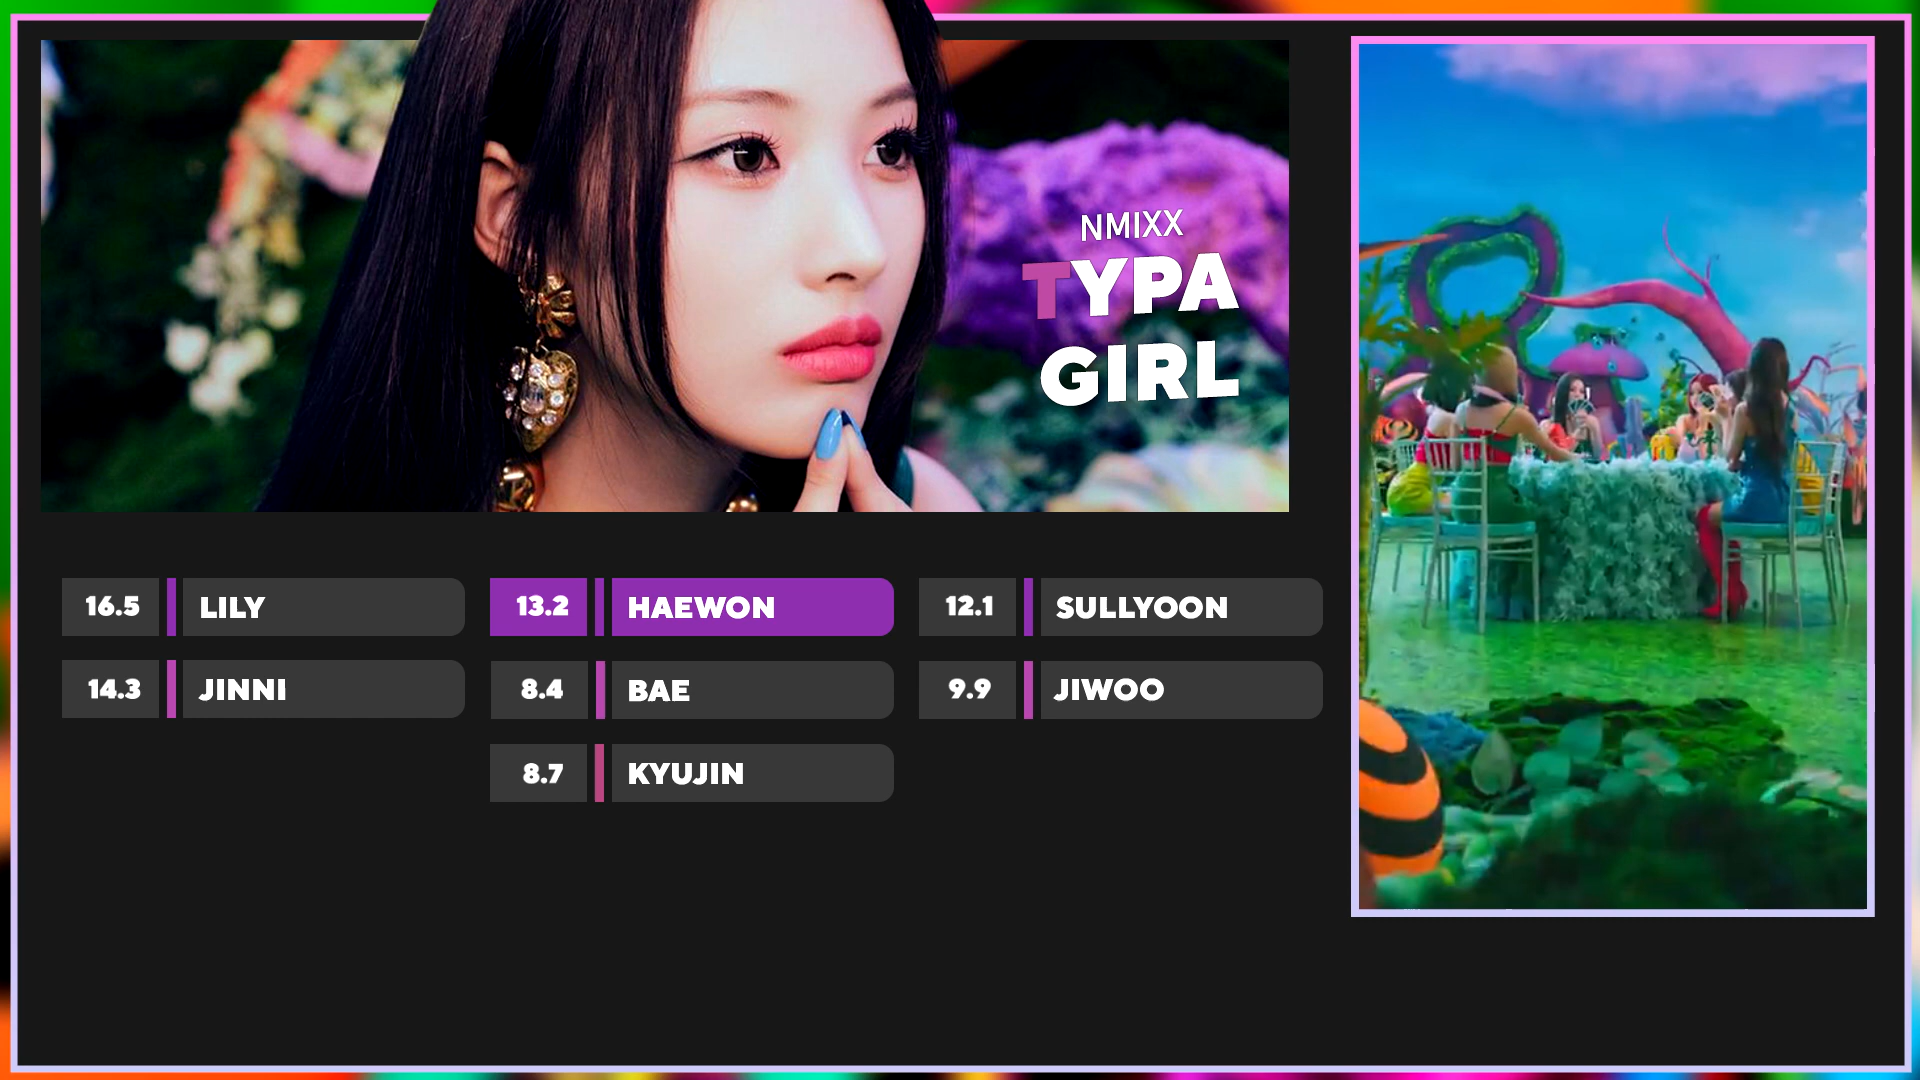 NMIXX
TYPA
GIRL
16.5 LILY
13.2 HAEWON
12.1 SULLYOON
14.3 JINNI
8.4 BAE
9.9 JIWOO
8.7 KYUJIN